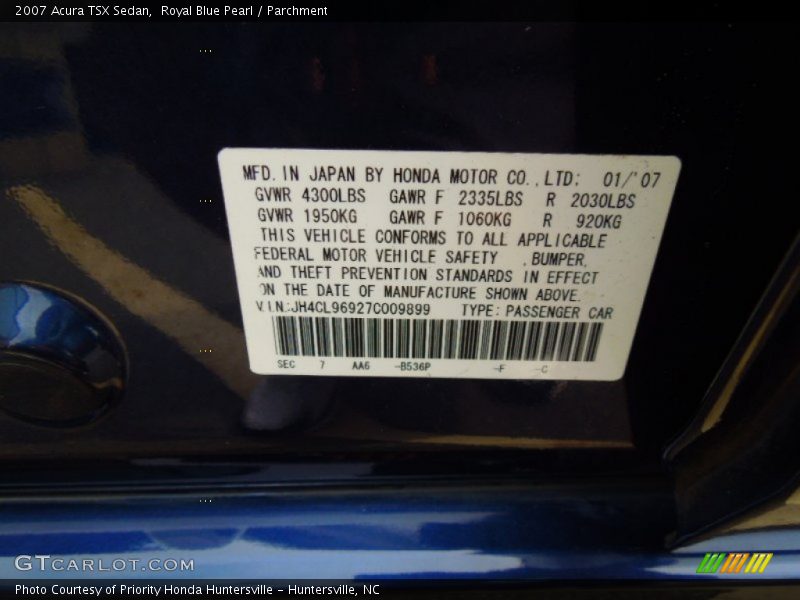 2007 Acura TSX Sedan,  Royal Blue Pearl / Parchment
MFD. IN JAPAN BY HONDA MOTOR CO., LTD: 01/'07
GVWR 4300LBS GAWR F 2335LBS R 2030LBS
GVWR 1950KG GAWR F 1060KG R 920KG
THIS VEHICLE CONFORMS TO ALL APPLICABLE
FEDERAL MOTOR VEHICLE SAFETY ,BUMPER,
AND THEFT PREVENTION STANDARDS IN EFFECT
ON THE DATE OF MANUFACTURE SHOWN ABOVE.
V.I.N.:JH4CL96927C009899 TYPE: PASSENGER CAR
SEC 7 AA6 -B536P -F -C
GTCARLOT.COM
Photo Courtesy of Priority Honda Huntersville - Huntersville, NC